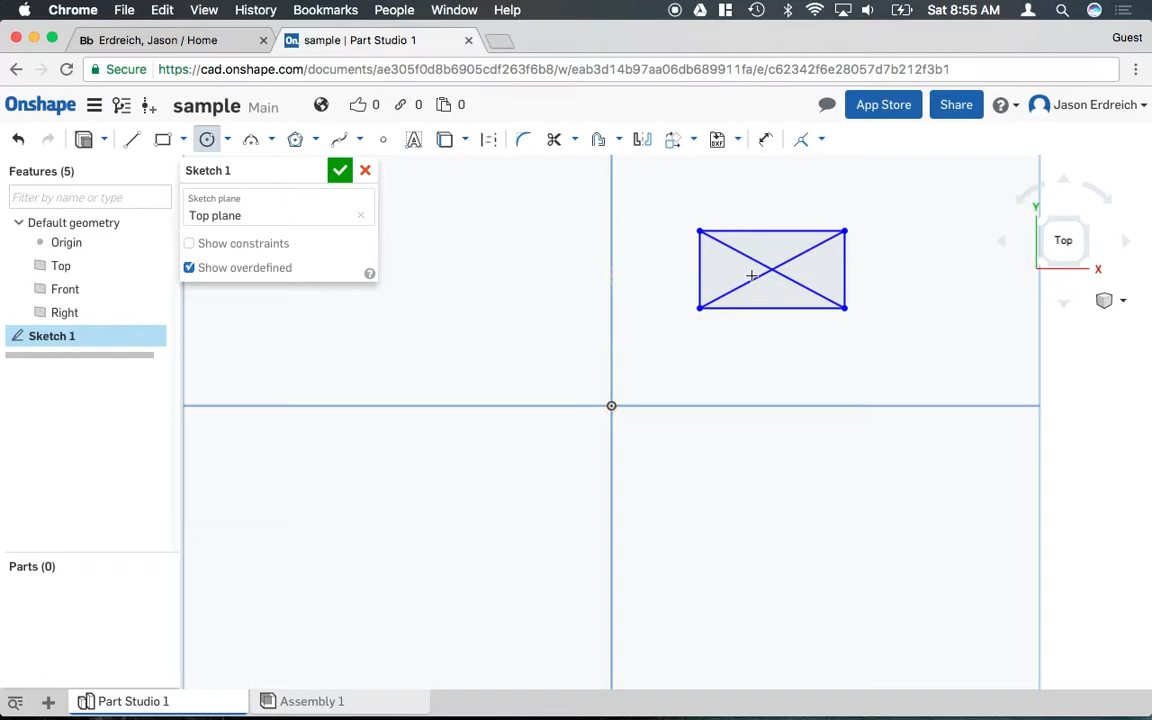 Chrome File Edit View History Bookmarks People Window Help Sat 8:55 AM
Bb Erdreich, Jason / Home On sample | Part Studio 1 Guest
Secure https://cad.onshape.com/documents/ae305f0d8b6905cdf263f6b8/w/eab3d14b97aa06db689911fa/e/c62342f6e28057d7b212f3b1
Onshape sample Main 0 0 0 App Store Share ? Jason Erdreich
A DXF
Features (5)
Filter by name or type
Default geometry
Origin
Top
Front
Right
Sketch 1
Sketch 1
Sketch plane
Top plane
Show constraints
Show overdefined ?
Y
Top
X
Parts (0)
Part Studio 1 Assembly 1